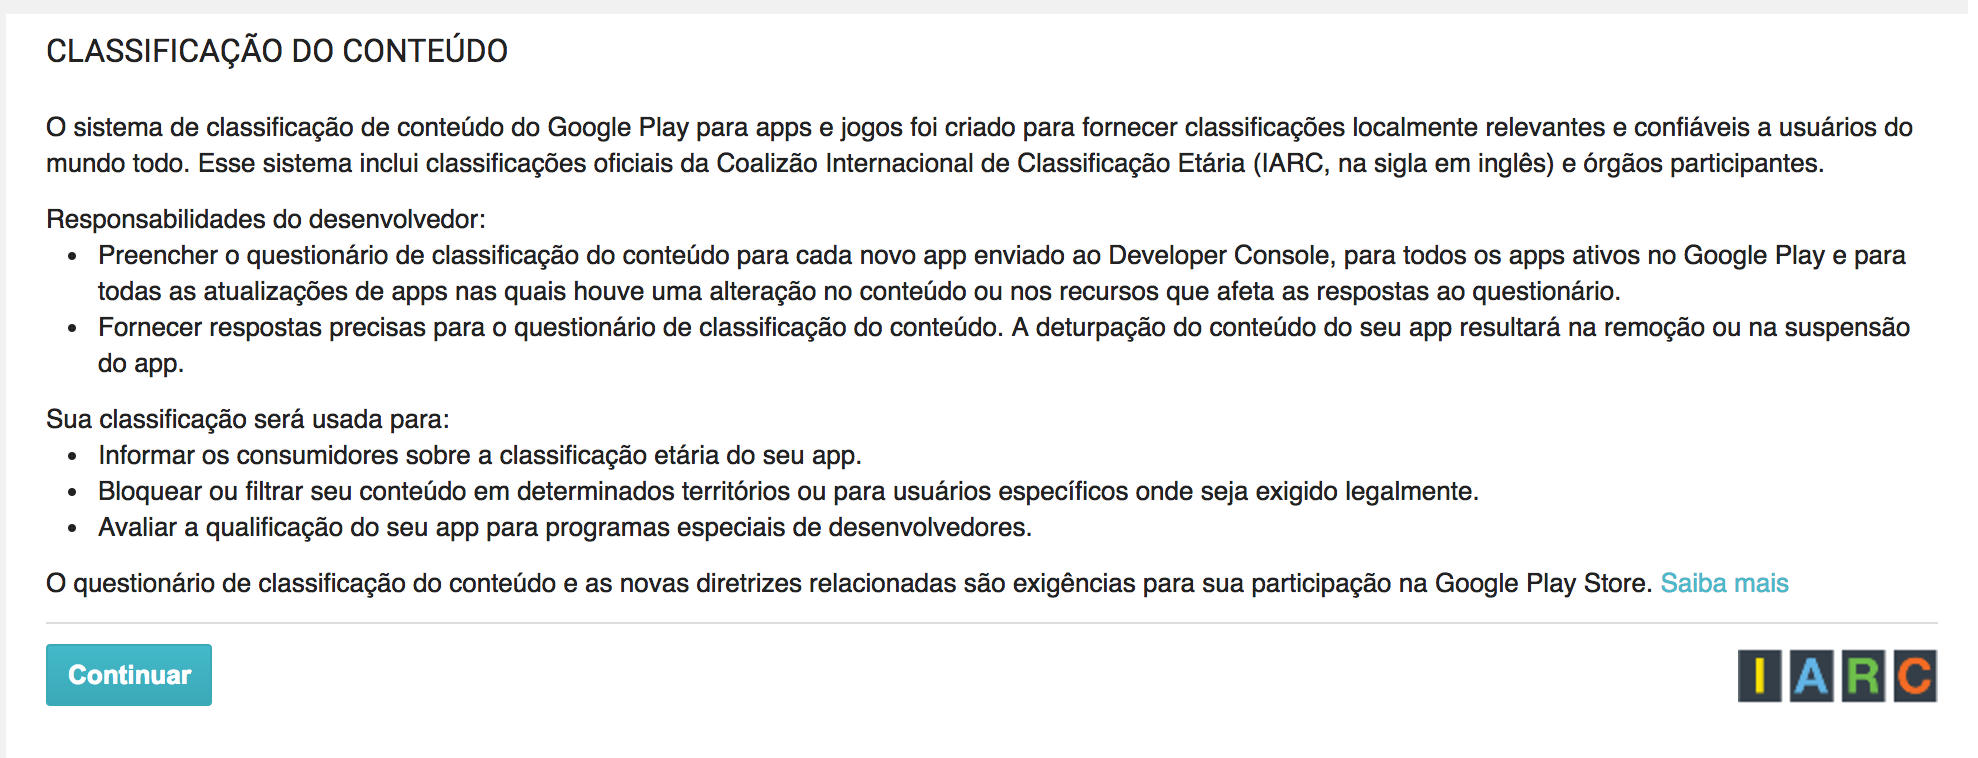 CLASSIFICAÇÃO DO CONTEÚDO
O sistema de classificação de conteúdo do Google Play para apps e jogos foi criado para fornecer classificações localmente relevantes e confiáveis a usuários do
mundo todo. Esse sistema inclui classificações oficiais da Coalizão Internacional de Classificação Etária (IARC, na sigla em inglês) e órgãos participantes.
Responsabilidades do desenvolvedor:
• Preencher o questionário de classificação do conteúdo para cada novo app enviado ao Developer Console, para todos os apps ativos no Google Play e para
todas as atualizações de apps nas quais houve uma alteração no conteúdo ou nos recursos que afeta as respostas ao questionário.
• Fornecer respostas precisas para o questionário de classificação do conteúdo. A deturpação do conteúdo do seu app resultará na remoção ou na suspensão
do app.
Sua classificação será usada para:
• Informar os consumidores sobre a classificação etária do seu app.
• Bloquear ou filtrar seu conteúdo em determinados territórios ou para usuários específicos onde seja exigido legalmente.
• Avaliar a qualificação do seu app para programas especiais de desenvolvedores.
O questionário de classificação do conteúdo e as novas diretrizes relacionadas são exigências para sua participação na Google Play Store. Saiba mais
Continuar
IARC